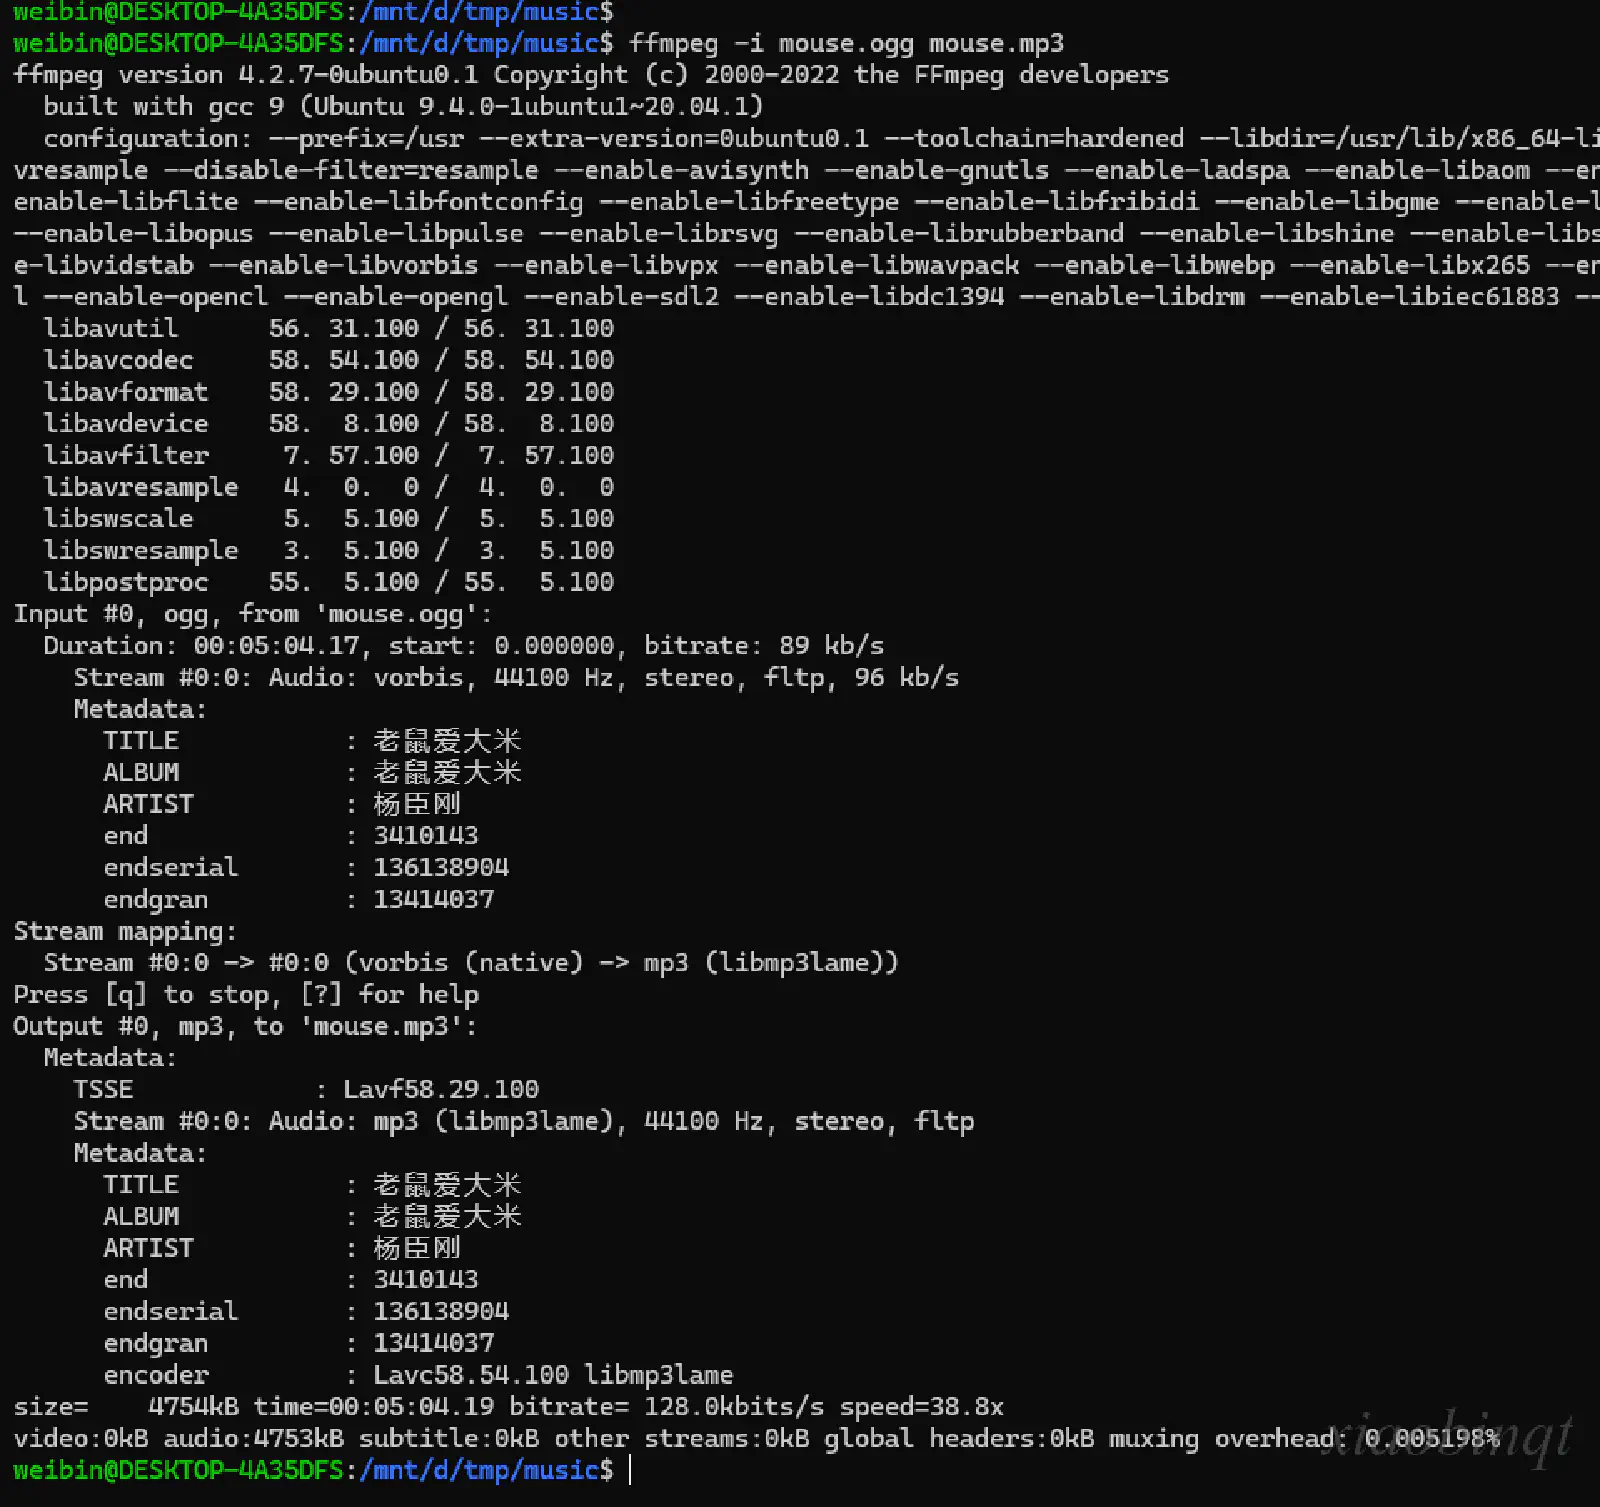 weibin@DESKTOP-4A35DFS:/mnt/d/tmp/music$
weibin@DESKTOP-4A35DFS:/mnt/d/tmp/music$ ffmpeg -i mouse.ogg mouse.mp3
ffmpeg version 4.2.7-0ubuntu0.1 Copyright (c) 2000-2022 the FFmpeg developers
  built with gcc 9 (Ubuntu 9.4.0-1ubuntu1~20.04.1)
  configuration: --prefix=/usr --extra-version=0ubuntu0.1 --toolchain=hardened --libdir=/usr/lib/x86_64-li
vresample --disable-filter=resample --enable-avisynth --enable-gnutls --enable-ladspa --enable-libaom --en
enable-libflite --enable-libfontconfig --enable-libfreetype --enable-libfribidi --enable-libgme --enable-l
--enable-libopus --enable-libpulse --enable-librsvg --enable-librubberband --enable-libshine --enable-libs
e-libvidstab --enable-libvorbis --enable-libvpx --enable-libwavpack --enable-libwebp --enable-libx265 --en
l --enable-opencl --enable-opengl --enable-sdl2 --enable-libdc1394 --enable-libdrm --enable-libiec61883 --
  libavutil      56. 31.100 / 56. 31.100
  libavcodec     58. 54.100 / 58. 54.100
  libavformat    58. 29.100 / 58. 29.100
  libavdevice    58.  8.100 / 58.  8.100
  libavfilter     7. 57.100 /  7. 57.100
  libavresample   4.  0.  0 /  4.  0.  0
  libswscale      5.  5.100 /  5.  5.100
  libswresample   3.  5.100 /  3.  5.100
  libpostproc    55.  5.100 / 55.  5.100
Input #0, ogg, from 'mouse.ogg':
  Duration: 00:05:04.17, start: 0.000000, bitrate: 89 kb/s
    Stream #0:0: Audio: vorbis, 44100 Hz, stereo, fltp, 96 kb/s
    Metadata:
      TITLE           : 老鼠爱大米
      ALBUM           : 老鼠爱大米
      ARTIST          : 杨臣刚
      end             : 3410143
      endserial       : 136138904
      endgran         : 13414037
Stream mapping:
  Stream #0:0 -> #0:0 (vorbis (native) -> mp3 (libmp3lame))
Press [q] to stop, [?] for help
Output #0, mp3, to 'mouse.mp3':
  Metadata:
    TSSE            : Lavf58.29.100
    Stream #0:0: Audio: mp3 (libmp3lame), 44100 Hz, stereo, fltp
    Metadata:
      TITLE           : 老鼠爱大米
      ALBUM           : 老鼠爱大米
      ARTIST          : 杨臣刚
      end             : 3410143
      endserial       : 136138904
      endgran         : 13414037
      encoder         : Lavc58.54.100 libmp3lame
size=    4754kB time=00:05:04.19 bitrate= 128.0kbits/s speed=38.8x
video:0kB audio:4753kB subtitle:0kB other streams:0kB global headers:0kB muxing overhead: 0.005198%
xiaobinqt
weibin@DESKTOP-4A35DFS:/mnt/d/tmp/music$